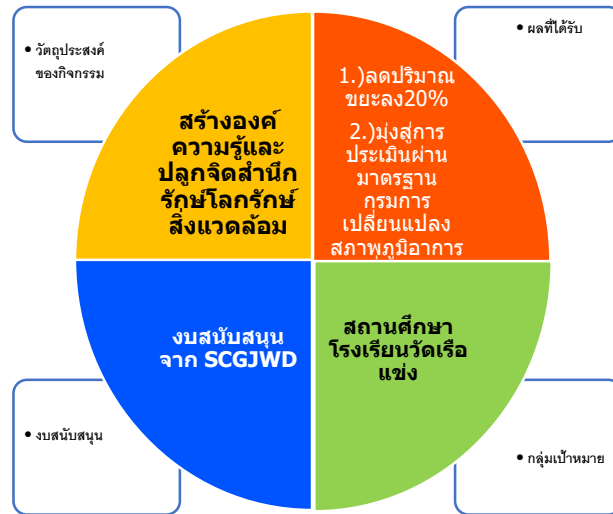 • วัตถุประสงค์
ของกิจกรรม
• ผลที่ได้รับ
สร้างองค์
ความรู้และ
ปลูกจิตสำนึก
รักษ์โลกรักษ์
สิ่งแวดล้อม
1.)ลดปริมาณ
ขยะลง20%
2.)มุ่งสู่การ
ประเมินผ่าน
มาตรฐาน
กรมการ
เปลี่ยนแปลง
สภาพภูมิอาการ
งบสนับสนุน
จาก SCGJWD
สถานศึกษา
โรงเรียนวัดเรือ
แข่ง
• งบสนับสนุน
• กลุ่มเป้าหมาย